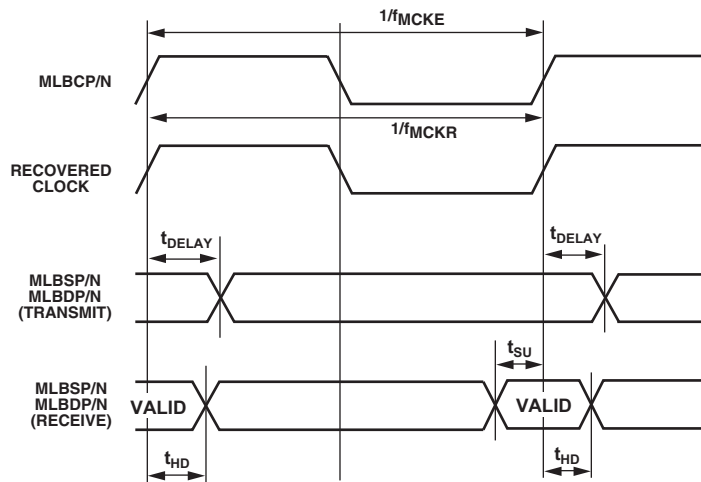 1/fMCKE
MLBCP/N
1/fMCKR
RECOVERED
CLOCK
tDELAY
tDELAY
MLBSP/N
MLBDP/N
(TRANSMIT)
tSU
MLBSP/N
MLBDP/N
(RECEIVE)
VALID
VALID
tHD
tHD